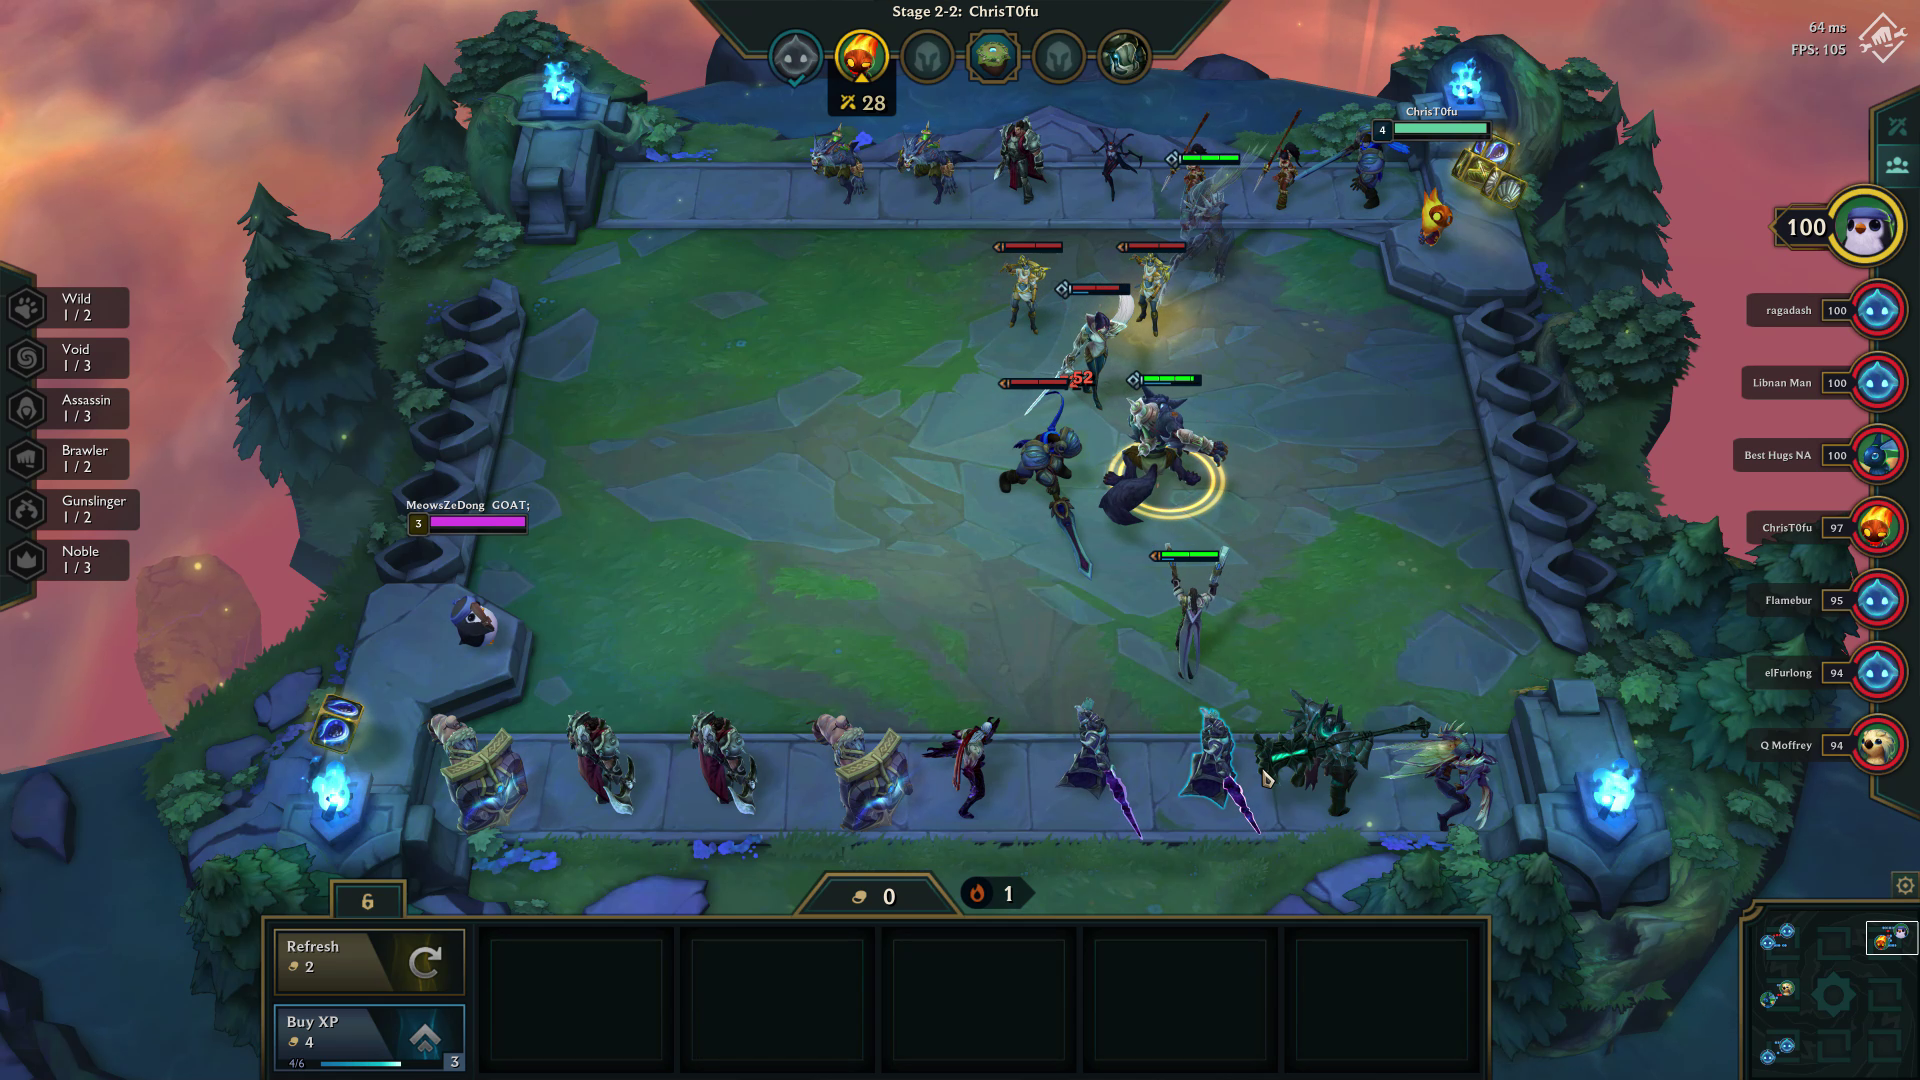 Stage 2-2: ChrisT0fu
64 ms
FPS: 105
28
ChrisT0fu
4
100
Wild
1 / 2
Void
1 / 3
Assassin
1 / 3
Brawler
1 / 2
Gunslinger
1 / 2
Noble
1 / 3
ragadash 100
Libnan Man 100
Best Hugs NA 100
ChrisT0fu 97
Flamebur 95
elFurlong 94
Q Moffrey 94
52
MeowsZeDong GOAT;
3
6
0
1
Refresh
2
Buy XP
4
4/6
3